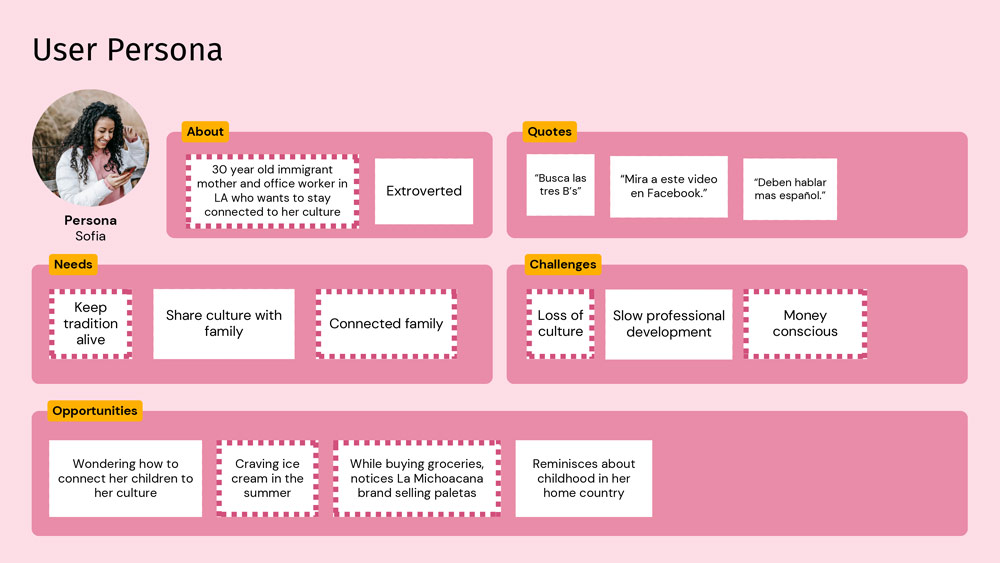 User Persona
Persona
Sofia
About
30 year old immigrant
mother and office worker in
LA who wants to stay
connected to her culture
Extroverted
Quotes
“Busca las
tres B’s”
“Mira a este video
en Facebook.”
“Deben hablar
mas español.”
Needs
Keep
tradition
alive
Share culture with
family
Connected family
Challenges
Loss of
culture
Slow professional
development
Money
conscious
Opportunities
Wondering how to
connect her children to
her culture
Craving ice
cream in the
summer
While buying groceries,
notices La Michoacana
brand selling paletas
Reminisces about
childhood in her
home country